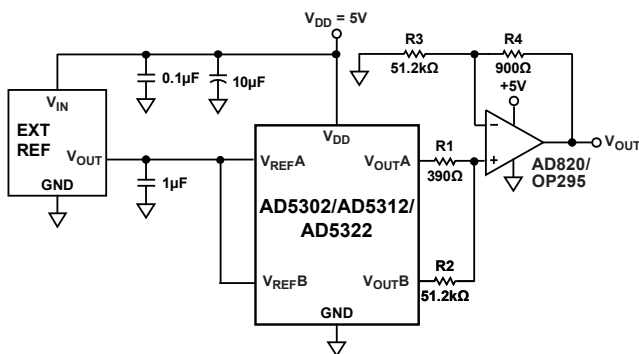 V_DD = 5V
R3
51.2kΩ
R4
900Ω
+5V
0.1µF
10µF
V_IN
EXT
REF
V_OUT
GND
1µF
V_DD
V_REFA
V_OUTA
AD5302/AD5312/
AD5322
V_REFB
V_OUTB
GND
R1
390Ω
R2
51.2kΩ
−
+
V_OUT
AD820/
OP295